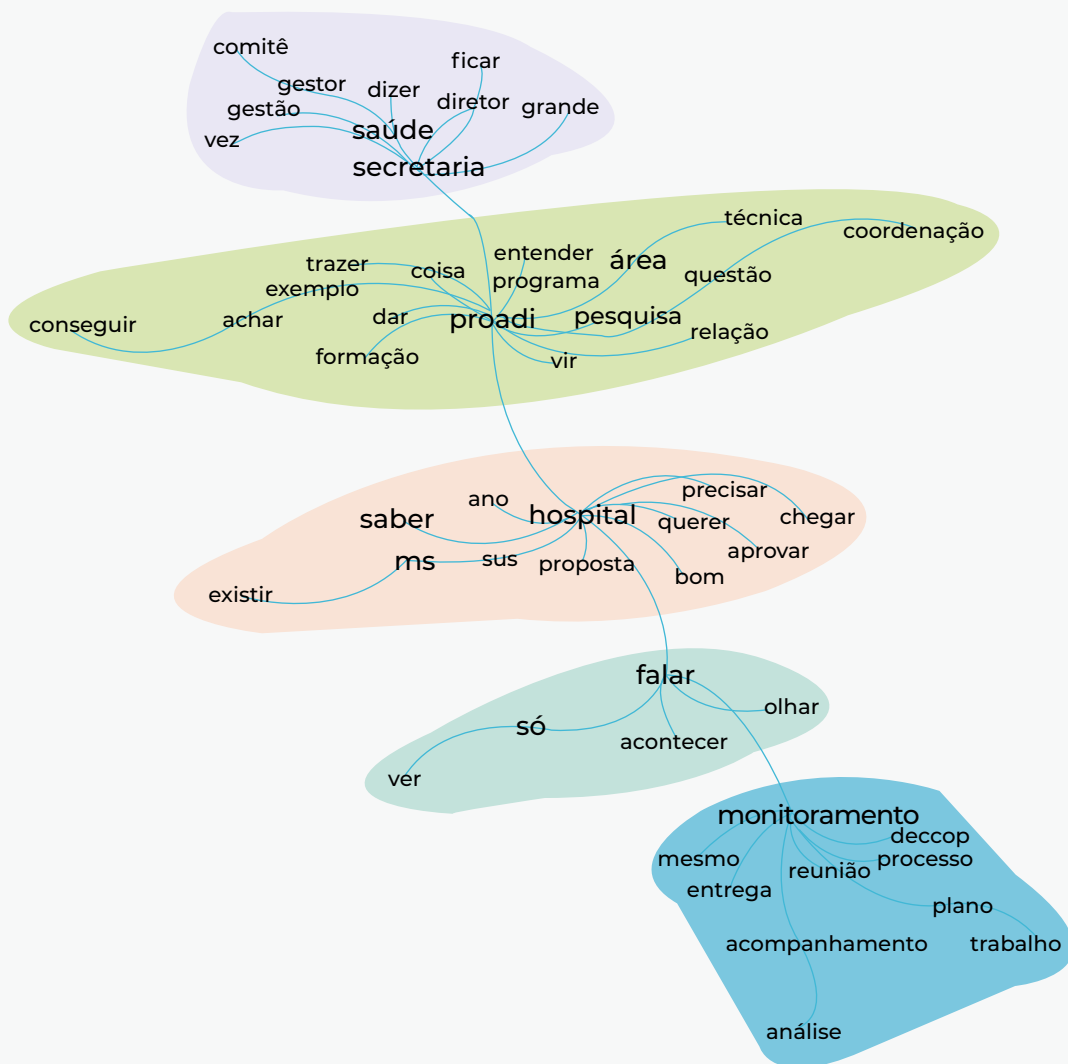 comitê
ficar
gestor
dizer
gestão
diretor
grande
saúde
vez
secretaria
técnica
coordenação
entender
trazer
coisa
área
programa
questão
exemplo
conseguir
achar
dar
proadi
pesquisa
relação
formação
vir
ano
precisar
saber
hospital
querer
chegar
ms
sus
proposta
aprovar
bom
existir
falar
olhar
só
acontecer
ver
monitoramento
deccop
mesmo
processo
reunião
entrega
plano
acompanhamento
trabalho
análise